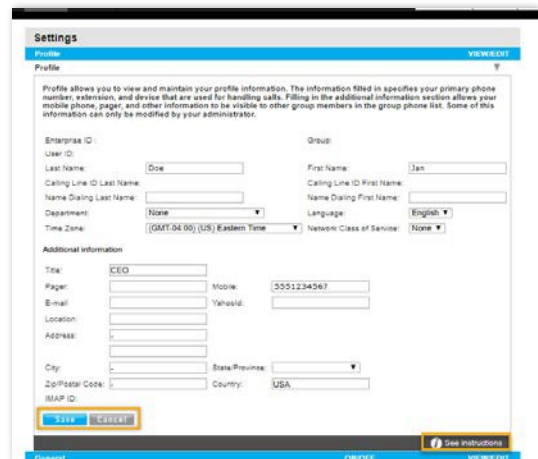 Settings
Profile VIEW/EDIT
Profile
Profile allows you to view and maintain your profile information. The information filled in specifies your primary phone
number, extension, and device that are used for handling calls. Filling in the additional information section allows your
mobile phone, pager, and other information to be visible to other group members in the group phone list. Some of this
information can only be modified by your administrator.
Enterprise ID : Group:
User ID:
Last Name: Doe First Name: Jan
Calling Line ID Last Name: Calling Line ID First Name:
Name Dialing Last Name: Name Dialing First Name:
Department: None Language: English
Time Zone: (GMT-04:00) (US) Eastern Time Network Class of Service: None
Additional information
Title: CEO
Pager: Mobile: 5551234567
E-mail YahooId:
Location:
Address: -
City: - State/Province:
Zip/Postal Code: - Country: USA
IMAP ID:
Save Cancel
See instructions
General ON/OFF VIEW/EDIT